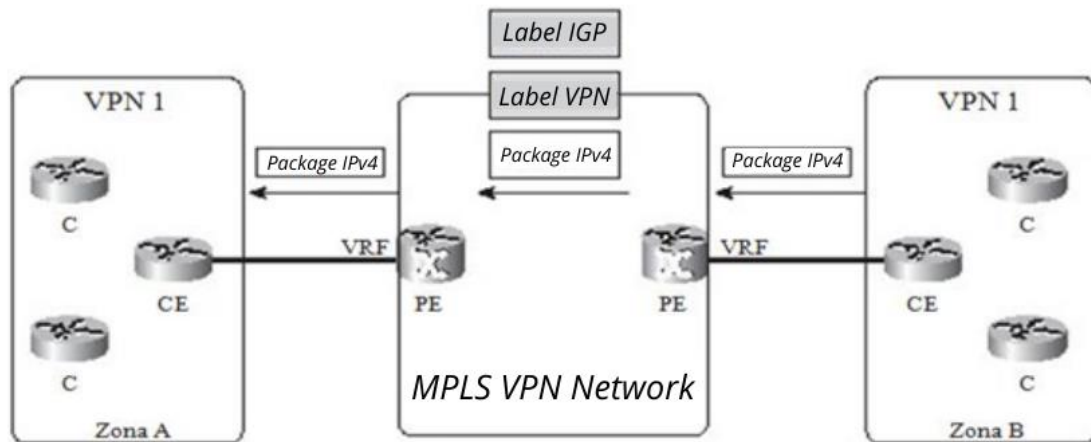 Label IGP
VPN 1
Label VPN
VPN 1
Package IPv4
Package IPv4
Package IPv4
C
C
VRF
VRF
CE
PE
PE
CE
C
C
MPLS VPN Network
Zona A
Zona B